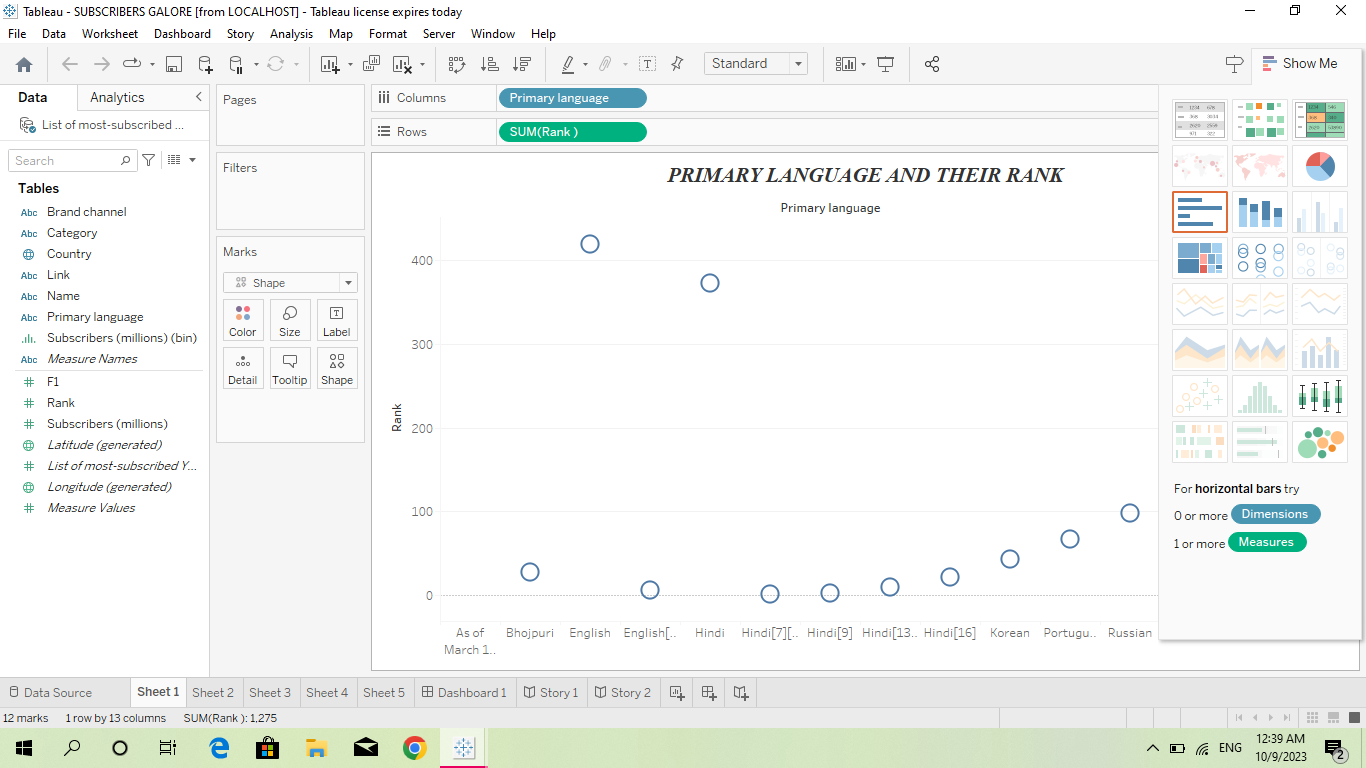 Tableau - SUBSCRIBERS GALORE [from LOCALHOST] - Tableau license expires today
File Data Worksheet Dashboard Story Analysis Map Format Server Window Help
Standard
Show Me
Data
Analytics
List of most-subscribed ...
Search
Tables
Abc Brand channel
Abc Category
Country
Abc Link
Abc Name
Abc Primary language
Subscribers (millions) (bin)
Abc Measure Names
F1
Rank
Subscribers (millions)
Latitude (generated)
List of most-subscribed Y...
Longitude (generated)
Measure Values
Pages
Filters
Marks
Shape
Color Size Label
Detail Tooltip Shape
Columns Primary language
Rows SUM(Rank )
PRIMARY LANGUAGE AND THEIR RANK
Primary language
Rank
400
300
200
100
0
As of March 1.. Bhojpuri English English[.. Hindi Hindi[7][.. Hindi[9] Hindi[13.. Hindi[16] Korean Portugu.. Russian
For horizontal bars try
0 or more Dimensions
1 or more Measures
Data Source Sheet 1 Sheet 2 Sheet 3 Sheet 4 Sheet 5 Dashboard 1 Story 1 Story 2
12 marks 1 row by 13 columns SUM(Rank ): 1,275
ENG
12:39 AM
10/9/2023
2